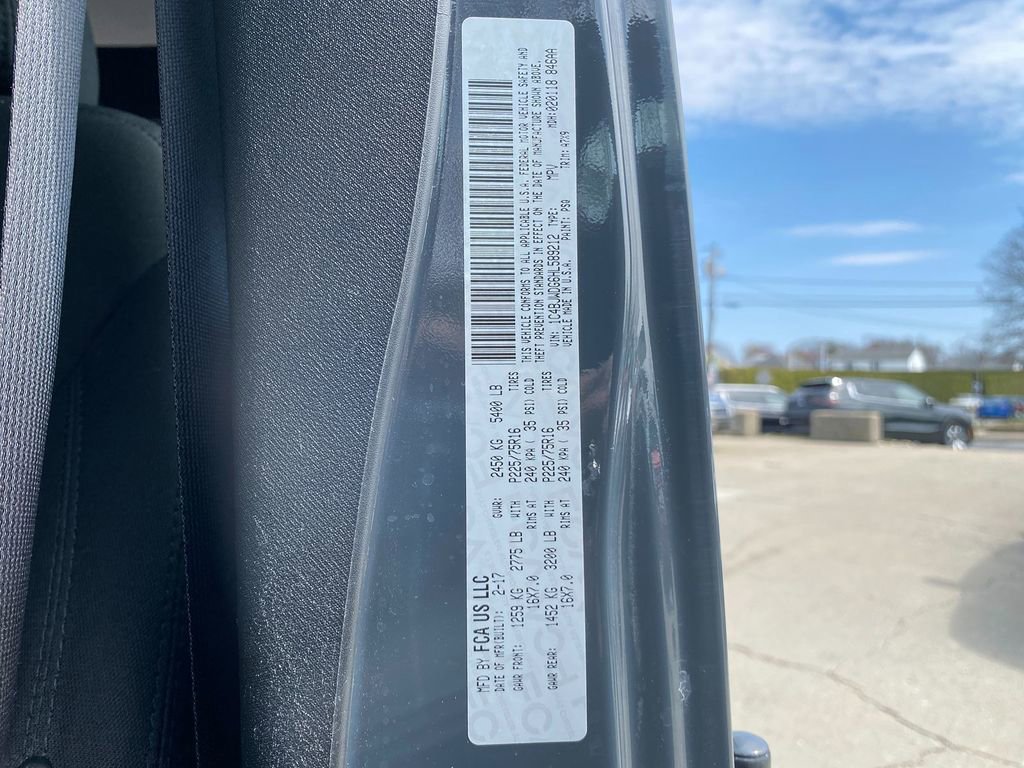 MFD BY FCA US LLC
DATE OF MFR(BUILT): 2-17 GVWR: 2450 KG 5400 LB
GAWR FRONT: 1259 KG 2775 LB WITH P225/75R16 TIRES
16X7.0 RIMS AT 240 KPA ( 35 PSI) COLD
GAWR REAR: 1452 KG 3200 LB WITH P225/75R16 TIRES
16X7.0 RIMS AT 240 KPA ( 35 PSI) COLD
THIS VEHICLE CONFORMS TO ALL APPLICABLE U.S.A. FEDERAL MOTOR VEHICLE SAFETY AND
THEFT PREVENTION STANDARDS IN EFFECT ON THE DATE OF MANUFACTURE SHOWN ABOVE.
VIN: 1C4BJWDG6HL589212 TYPE: MPV MDH:020118 846AA
VEHICLE MADE IN U.S.A. PAINT: PSQ TRIM: A7X9